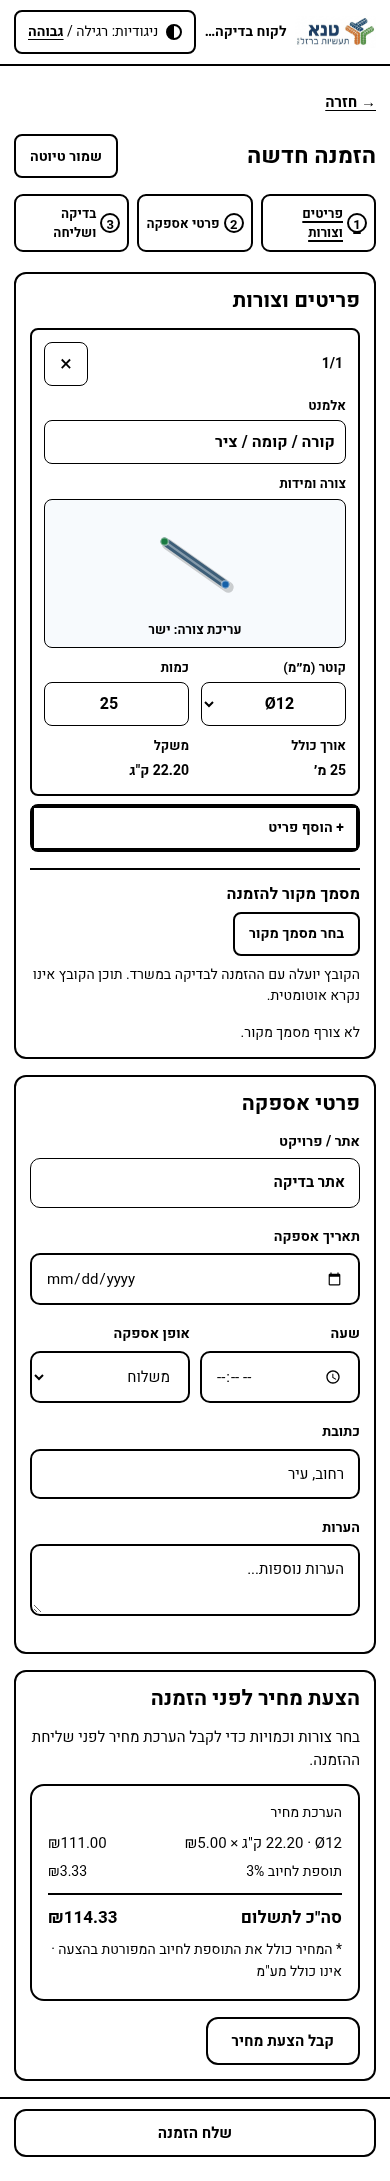 טנא
תעשיות ברזל
לקוח בדיקה...
ניגודיות: רגילה / גבוהה
→ חזרה
הזמנה חדשה
שמור טיוטה
1 פריטים וצורות
2 פרטי אספקה
3 בדיקה ושליחה
פריטים וצורות
1/1
×
אלמנט
קורה / קומה / ציר
צורה ומידות
עריכת צורה: ישר
קוטר (מ״מ)
כמות
Ø12
25
אורך כולל
משקל
25 מ׳
22.20 ק"ג
+ הוסף פריט
מסמך מקור להזמנה
בחר מסמך מקור
הקובץ יועלה עם ההזמנה לבדיקה במשרד. תוכן הקובץ אינו
נקרא אוטומטית.
לא צורף מסמך מקור.
פרטי אספקה
אתר / פרויקט
אתר בדיקה
תאריך אספקה
mm/dd/yyyy
שעה
אופן אספקה
--:-- --
משלוח
כתובת
רחוב, עיר
הערות
הערות נוספות...
הצעת מחיר לפני הזמנה
בחר צורות וכמויות כדי לקבל הערכת מחיר לפני שליחת
ההזמנה.
הערכת מחיר
Ø12 · 22.20 ק"ג × ₪5.00
₪111.00
תוספת לחיוב 3%
₪3.33
סה"כ לתשלום
₪114.33
* המחיר כולל את התוספת לחיוב המפורטת בהצעה ·
אינו כולל מע"מ
קבל הצעת מחיר
שלח הזמנה